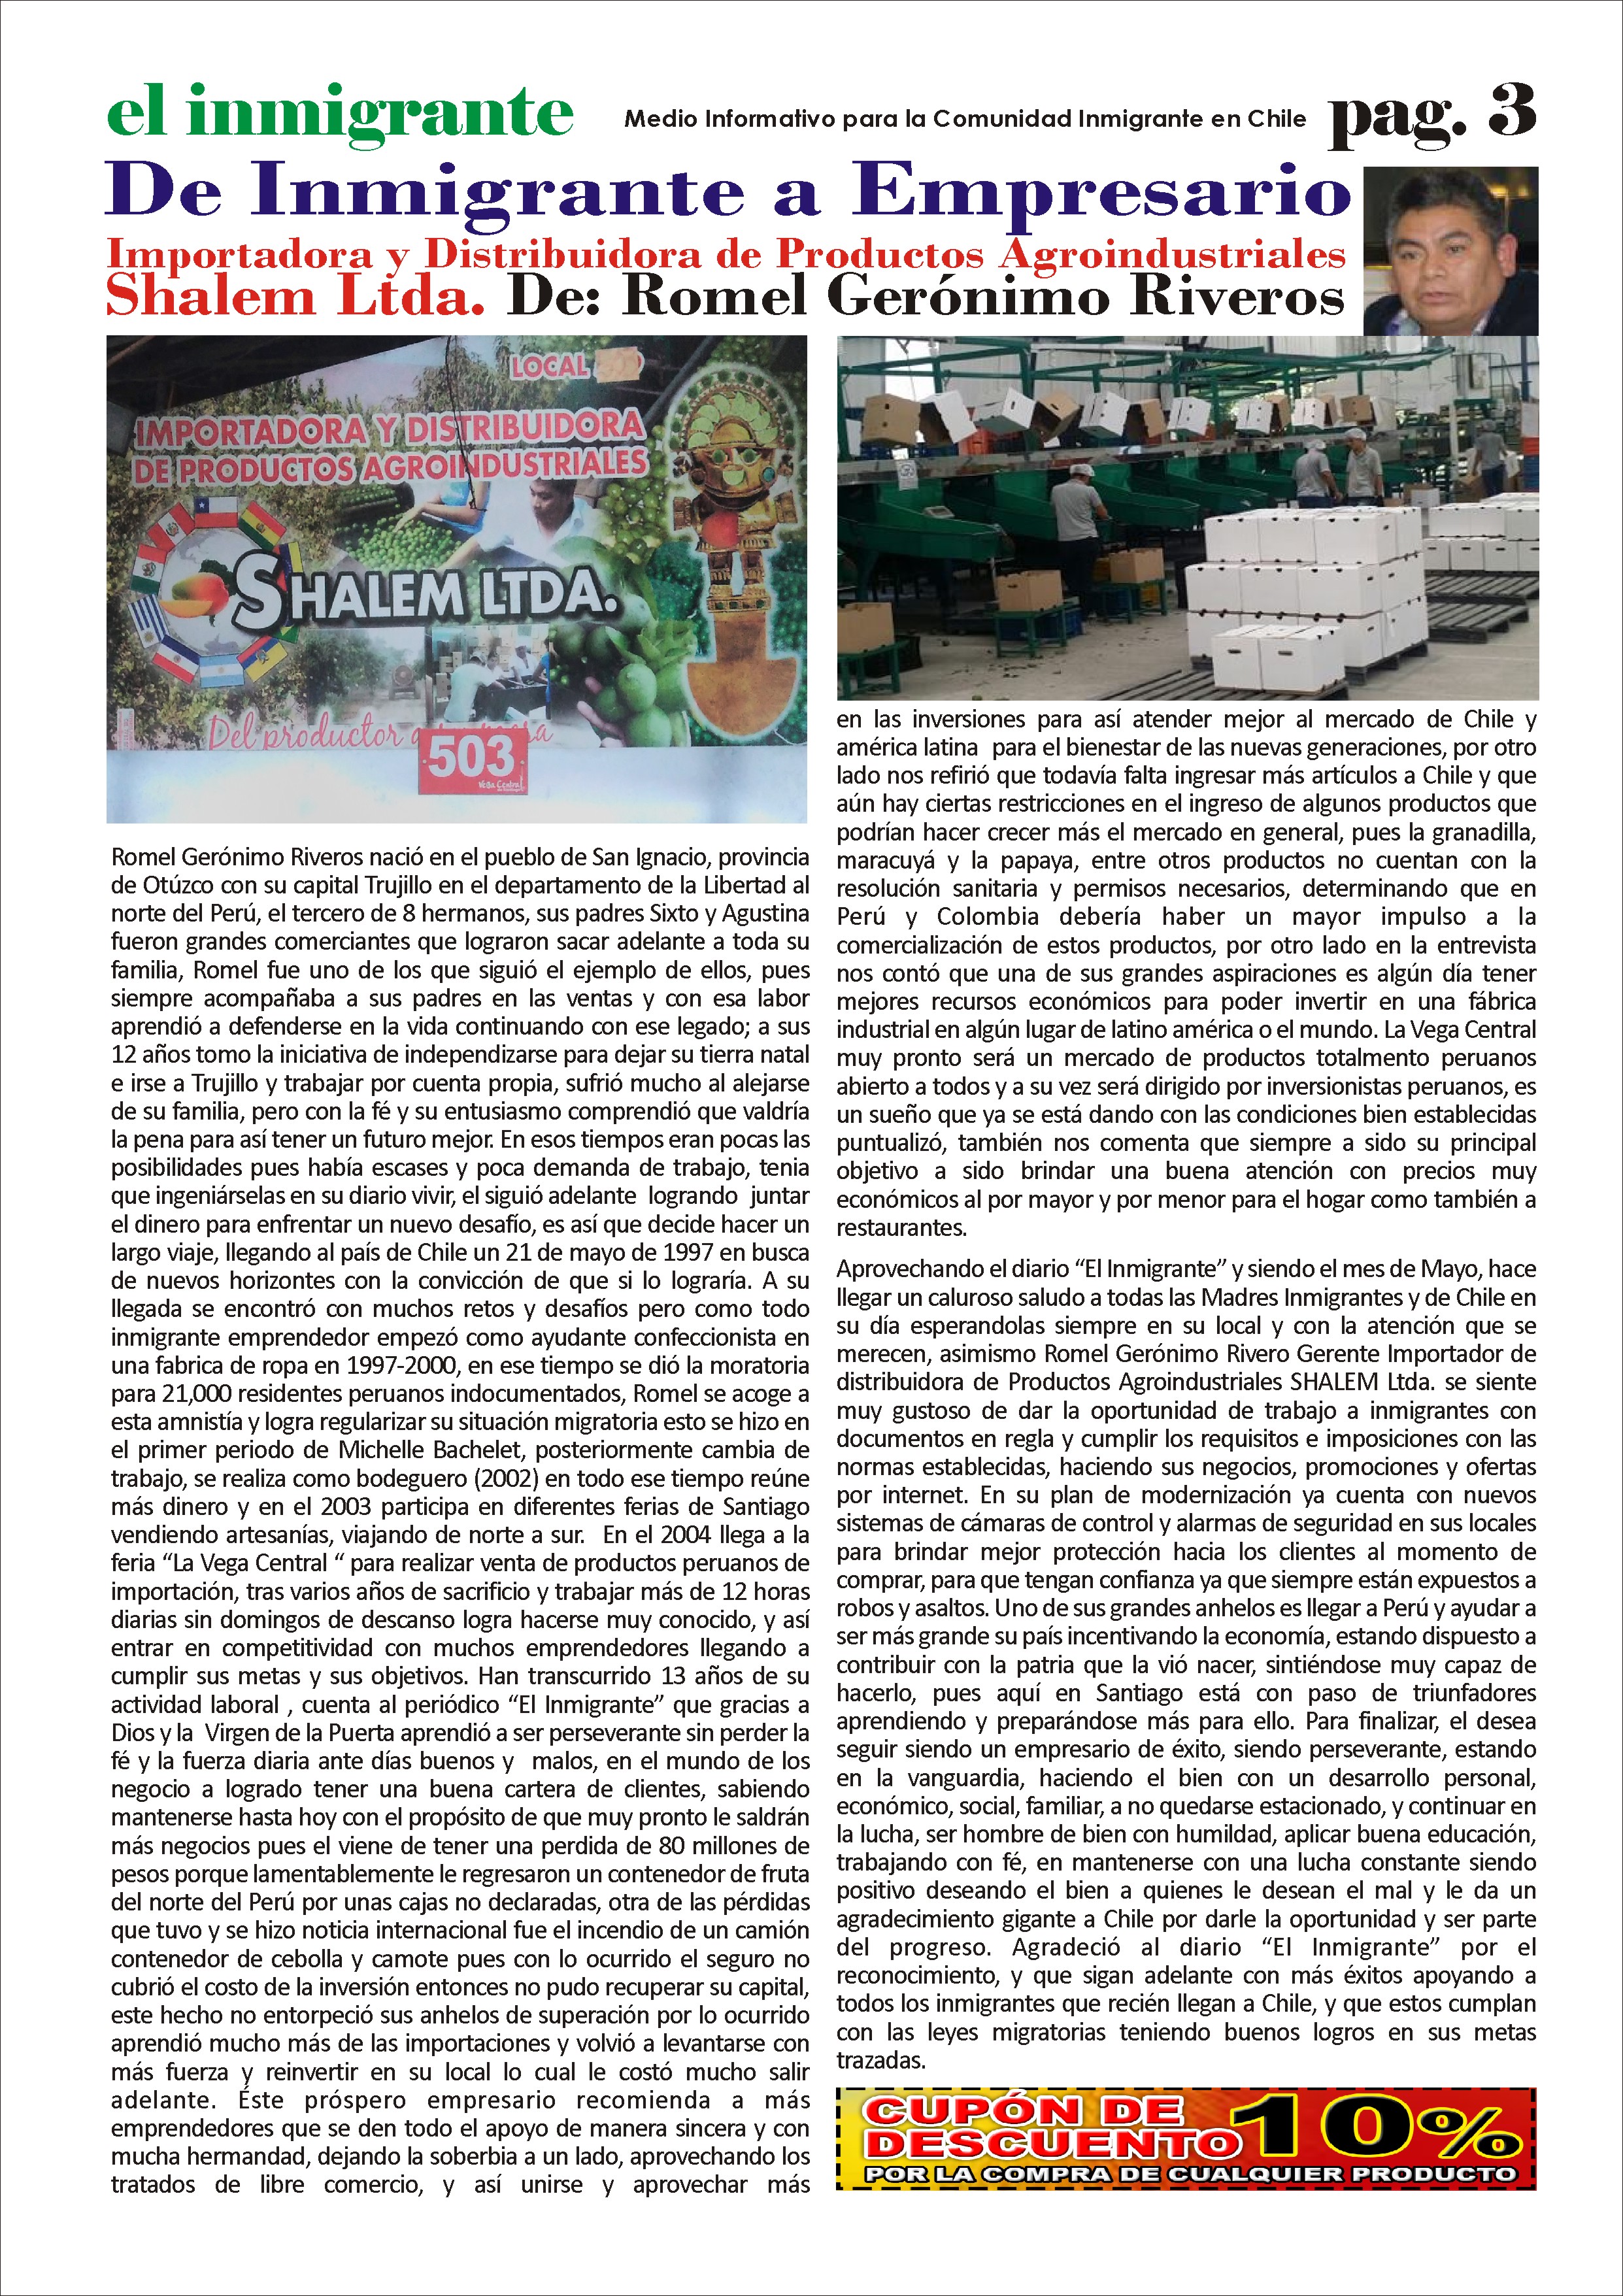 el inmigrante
Medio Informativo para la Comunidad Inmigrante en Chile
pag. 3
De Inmigrante a Empresario
Importadora y Distribuidora de Productos Agroindustriales
Shalem Ltda. De: Romel Gerónimo Riveros
LOCAL
IMPORTADORA Y DISTRIBUIDORA
DE PRODUCTOS AGROINDUSTRIALES
SHALEM LTDA.
Del productor a
503
Vega Central
Romel Gerónimo Riveros nació en el pueblo de San Ignacio, provincia
de Otúzco con su capital Trujillo en el departamento de la Libertad al
norte del Perú, el tercero de 8 hermanos, sus padres Sixto y Agustina
fueron grandes comerciantes que lograron sacar adelante a toda su
familia, Romel fue uno de los que siguió el ejemplo de ellos, pues
siempre acompañaba a sus padres en las ventas y con esa labor
aprendió a defenderse en la vida continuando con ese legado; a sus
12 años tomo la iniciativa de independizarse para dejar su tierra natal
e irse a Trujillo y trabajar por cuenta propia, sufrió mucho al alejarse
de su familia, pero con la fé y su entusiasmo comprendió que valdría
la pena para así tener un futuro mejor. En esos tiempos eran pocas las
posibilidades pues había escases y poca demanda de trabajo, tenia
que ingeniárselas en su diario vivir, el siguió adelante logrando juntar
el dinero para enfrentar un nuevo desafío, es así que decide hacer un
largo viaje, llegando al país de Chile un 21 de mayo de 1997 en busca
de nuevos horizontes con la convicción de que si lo lograría. A su
llegada se encontró con muchos retos y desafíos pero como todo
inmigrante emprendedor empezó como ayudante confeccionista en
una fabrica de ropa en 1997-2000, en ese tiempo se dió la moratoria
para 21,000 residentes peruanos indocumentados, Romel se acoge a
esta amnistía y logra regularizar su situación migratoria esto se hizo en
el primer periodo de Michelle Bachelet, posteriormente cambia de
trabajo, se realiza como bodeguero (2002) en todo ese tiempo reúne
más dinero y en el 2003 participa en diferentes ferias de Santiago
vendiendo artesanías, viajando de norte a sur. En el 2004 llega a la
feria “La Vega Central “ para realizar venta de productos peruanos de
importación, tras varios años de sacrificio y trabajar más de 12 horas
diarias sin domingos de descanso logra hacerse muy conocido, y así
entrar en competitividad con muchos emprendedores llegando a
cumplir sus metas y sus objetivos. Han transcurrido 13 años de su
actividad laboral , cuenta al periódico “El Inmigrante” que gracias a
Dios y la Virgen de la Puerta aprendió a ser perseverante sin perder la
fé y la fuerza diaria ante días buenos y malos, en el mundo de los
negocio a logrado tener una buena cartera de clientes, sabiendo
mantenerse hasta hoy con el propósito de que muy pronto le saldrán
más negocios pues el viene de tener una perdida de 80 millones de
pesos porque lamentablemente le regresaron un contenedor de fruta
del norte del Perú por unas cajas no declaradas, otra de las pérdidas
que tuvo y se hizo noticia internacional fue el incendio de un camión
contenedor de cebolla y camote pues con lo ocurrido el seguro no
cubrió el costo de la inversión entonces no pudo recuperar su capital,
este hecho no entorpeció sus anhelos de superación por lo ocurrido
aprendió mucho más de las importaciones y volvió a levantarse con
más fuerza y reinvertir en su local lo cual le costó mucho salir
adelante. Éste próspero empresario recomienda a más
emprendedores que se den todo el apoyo de manera sincera y con
mucha hermandad, dejando la soberbia a un lado, aprovechando los
tratados de libre comercio, y así unirse y aprovechar más
en las inversiones para así atender mejor al mercado de Chile y
américa latina para el bienestar de las nuevas generaciones, por otro
lado nos refirió que todavía falta ingresar más artículos a Chile y que
aún hay ciertas restricciones en el ingreso de algunos productos que
podrían hacer crecer más el mercado en general, pues la granadilla,
maracuyá y la papaya, entre otros productos no cuentan con la
resolución sanitaria y permisos necesarios, determinando que en
Perú y Colombia debería haber un mayor impulso a la
comercialización de estos productos, por otro lado en la entrevista
nos contó que una de sus grandes aspiraciones es algún día tener
mejores recursos económicos para poder invertir en una fábrica
industrial en algún lugar de latino américa o el mundo. La Vega Central
muy pronto será un mercado de productos totalmento peruanos
abierto a todos y a su vez será dirigido por inversionistas peruanos, es
un sueño que ya se está dando con las condiciones bien establecidas
puntualizó, también nos comenta que siempre a sido su principal
objetivo a sido brindar una buena atención con precios muy
económicos al por mayor y por menor para el hogar como también a
restaurantes.
Aprovechando el diario “El Inmigrante” y siendo el mes de Mayo, hace
llegar un caluroso saludo a todas las Madres Inmigrantes y de Chile en
su día esperandolas siempre en su local y con la atención que se
merecen, asimismo Romel Gerónimo Rivero Gerente Importador de
distribuidora de Productos Agroindustriales SHALEM Ltda. se siente
muy gustoso de dar la oportunidad de trabajo a inmigrantes con
documentos en regla y cumplir los requisitos e imposiciones con las
normas establecidas, haciendo sus negocios, promociones y ofertas
por internet. En su plan de modernización ya cuenta con nuevos
sistemas de cámaras de control y alarmas de seguridad en sus locales
para brindar mejor protección hacia los clientes al momento de
comprar, para que tengan confianza ya que siempre están expuestos a
robos y asaltos. Uno de sus grandes anhelos es llegar a Perú y ayudar a
ser más grande su país incentivando la economía, estando dispuesto a
contribuir con la patria que la vió nacer, sintiéndose muy capaz de
hacerlo, pues aquí en Santiago está con paso de triunfadores
aprendiendo y preparándose más para ello. Para finalizar, el desea
seguir siendo un empresario de éxito, siendo perseverante, estando
en la vanguardia, haciendo el bien con un desarrollo personal,
económico, social, familiar, a no quedarse estacionado, y continuar en
la lucha, ser hombre de bien con humildad, aplicar buena educación,
trabajando con fé, en mantenerse con una lucha constante siendo
positivo deseando el bien a quienes le desean el mal y le da un
agradecimiento gigante a Chile por darle la oportunidad y ser parte
del progreso. Agradeció al diario “El Inmigrante” por el
reconocimiento, y que sigan adelante con más éxitos apoyando a
todos los inmigrantes que recién llegan a Chile, y que estos cumplan
con las leyes migratorias teniendo buenos logros en sus metas
trazadas.
CUPÓN DE
DESCUENTO 10%
POR LA COMPRA DE CUALQUIER PRODUCTO